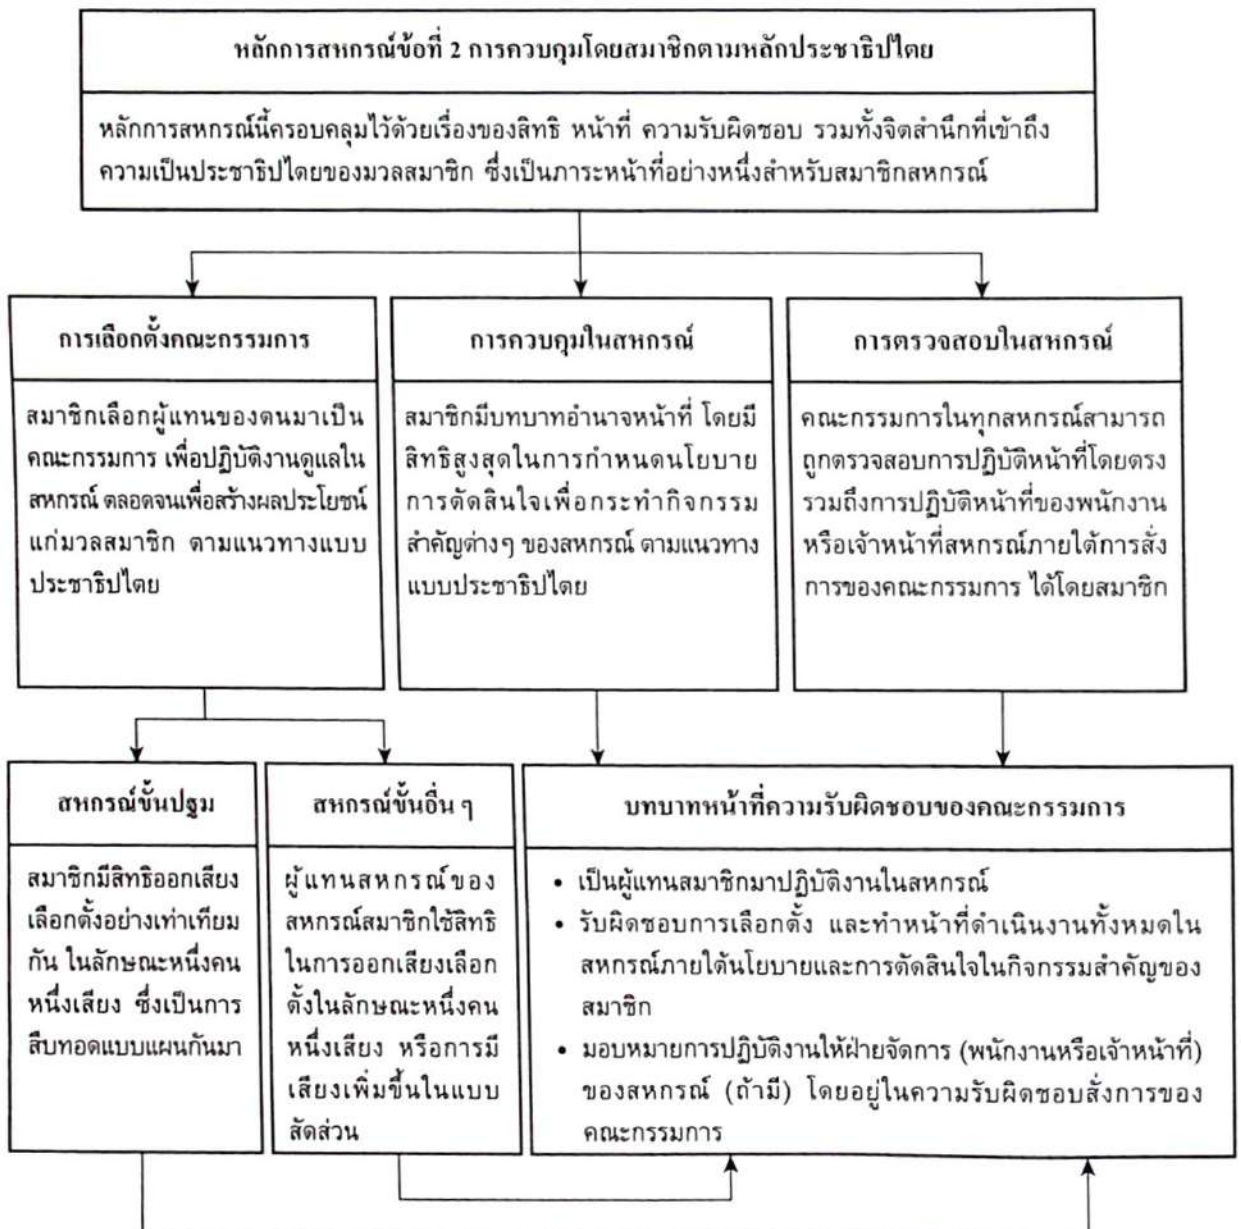 หลักการสหกรณ์ข้อที่ 2 การควบคุมโดยสมาชิกตามหลักประชาธิปไตย
หลักการสหกรณ์นี้ครอบคลุมไว้ด้วยเรื่องของสิทธิ หน้าที่ ความรับผิดชอบ รวมทั้งจิตสำนึกที่เข้าถึง
ความเป็นประชาธิปไตยของมวลสมาชิก ซึ่งเป็นภาระหน้าที่อย่างหนึ่งสำหรับสมาชิกสหกรณ์
การเลือกตั้งคณะกรรมการ
สมาชิกเลือกผู้แทนของตนมาเป็น
คณะกรรมการ เพื่อปฏิบัติงานดูแลใน
สหกรณ์ ตลอดจนเพื่อสร้างผลประโยชน์
แก่มวลสมาชิก ตามแนวทางแบบ
ประชาธิปไตย
การควบคุมในสหกรณ์
สมาชิกมีบทบาทอำนาจหน้าที่ โดยมี
สิทธิสูงสุดในการกำหนดนโยบาย
การตัดสินใจเพื่อกระทำกิจกรรม
สำคัญต่างๆ ของสหกรณ์ ตามแนวทาง
แบบประชาธิปไตย
การตรวจสอบในสหกรณ์
คณะกรรมการในทุกสหกรณ์สามารถ
ถูกตรวจสอบการปฏิบัติหน้าที่โดยตรง
รวมถึงการปฏิบัติหน้าที่ของพนักงาน
หรือเจ้าหน้าที่สหกรณ์ภายใต้การสั่ง
การของคณะกรรมการ ได้โดยสมาชิก
สหกรณ์ขั้นปฐม
สมาชิกมีสิทธิออกเสียง
เลือกตั้งอย่างเท่าเทียม
กัน ในลักษณะหนึ่งคน
หนึ่งเสียง ซึ่งเป็นการ
สืบทอดแบบแผนกันมา
สหกรณ์ขั้นอื่น ๆ
ผู้แทนสหกรณ์ของ
สหกรณ์สมาชิกใช้สิทธิ
ในการออกเสียงเลือก
ตั้งในลักษณะหนึ่งคน
หนึ่งเสียง หรือการมี
เสียงเพิ่มขึ้นในแบบ
สัดส่วน
บทบาทหน้าที่ความรับผิดชอบของคณะกรรมการ
• เป็นผู้แทนสมาชิกมาปฏิบัติงานในสหกรณ์
• รับผิดชอบการเลือกตั้ง และทำหน้าที่ดำเนินงานทั้งหมดใน
สหกรณ์ภายใต้นโยบายและการตัดสินใจในกิจกรรมสำคัญของ
สมาชิก
• มอบหมายการปฏิบัติงานให้ฝ่ายจัดการ (พนักงานหรือเจ้าหน้าที่)
ของสหกรณ์ (ถ้ามี) โดยอยู่ในความรับผิดชอบสั่งการของ
คณะกรรมการ